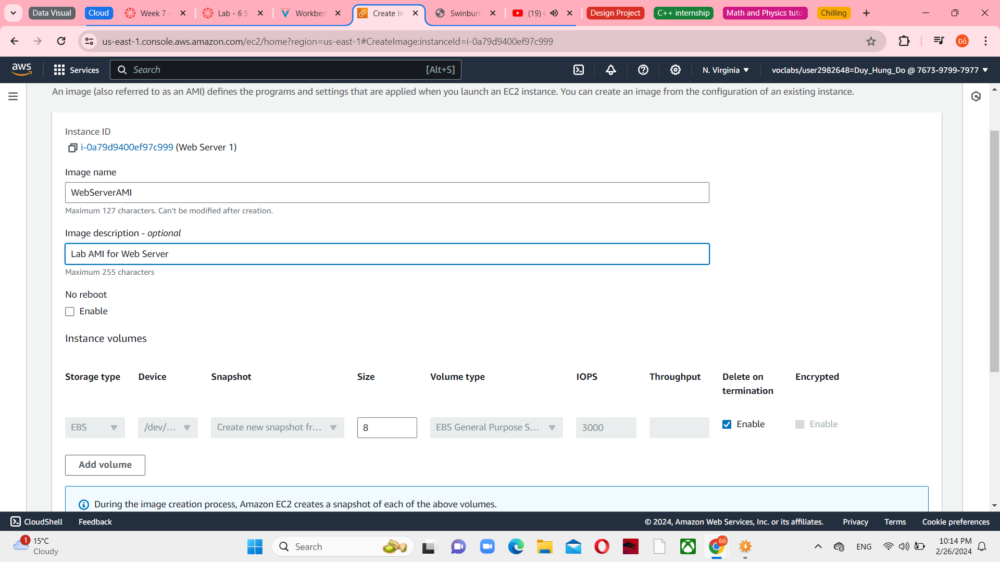 Data Visual
Cloud
Week 7 -
Lab - 6 S
Workben
Create In
Swinburn
(19)
Design Project
C++ internship
Math and Physics tuto
Chilling
us-east-1.console.aws.amazon.com/ec2/home?region=us-east-1#CreateImage:instanceId=i-0a79d9400ef97c999
Đỗ
aws
Services
Search
[Alt+S]
N. Virginia
voclabs/user2982648=Duy_Hung_Do @ 7673-9799-7977
An image (also referred to as an AMI) defines the programs and settings that are applied when you launch an EC2 instance. You can create an image from the configuration of an existing instance.
Instance ID
i-0a79d9400ef97c999 (Web Server 1)
Image name
WebServerAMI
Maximum 127 characters. Can't be modified after creation.
Image description - optional
Lab AMI for Web Server
Maximum 255 characters
No reboot
Enable
Instance volumes
Storage type
Device
Snapshot
Size
Volume type
IOPS
Throughput
Delete on termination
Encrypted
EBS
/dev/...
Create new snapshot fr...
8
EBS General Purpose S...
3000
Enable
Enable
Add volume
During the image creation process, Amazon EC2 creates a snapshot of each of the above volumes.
CloudShell
Feedback
© 2024, Amazon Web Services, Inc. or its affiliates.
Privacy
Terms
Cookie preferences
1
15°C
Cloudy
Search
Đỗ
ENG
10:14 PM
2/26/2024